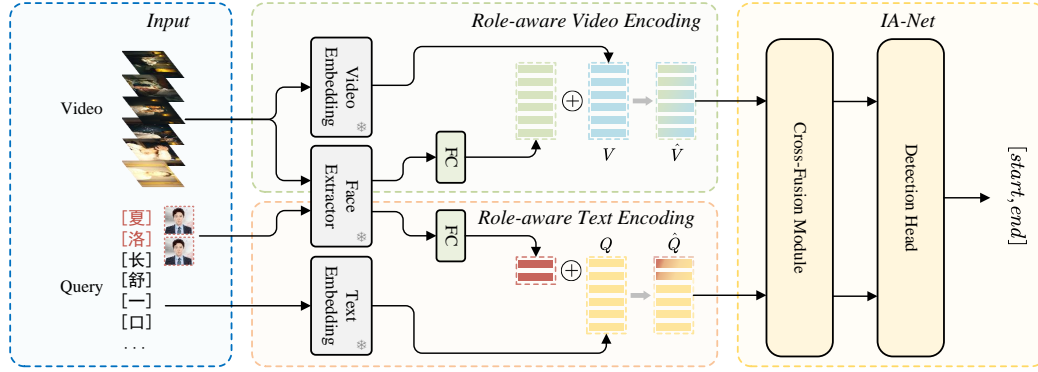 Input
Role-aware Video Encoding
IA-Net
Video
Video
Embedding
FC
V
V̂
Face
Extractor
Role-aware Text Encoding
FC
Q
Q̂
Query
[夏]
[洛]
[长]
[舒]
[一]
[口]
...
Text
Embedding
Cross-Fusion Module
Detection Head
[start, end]